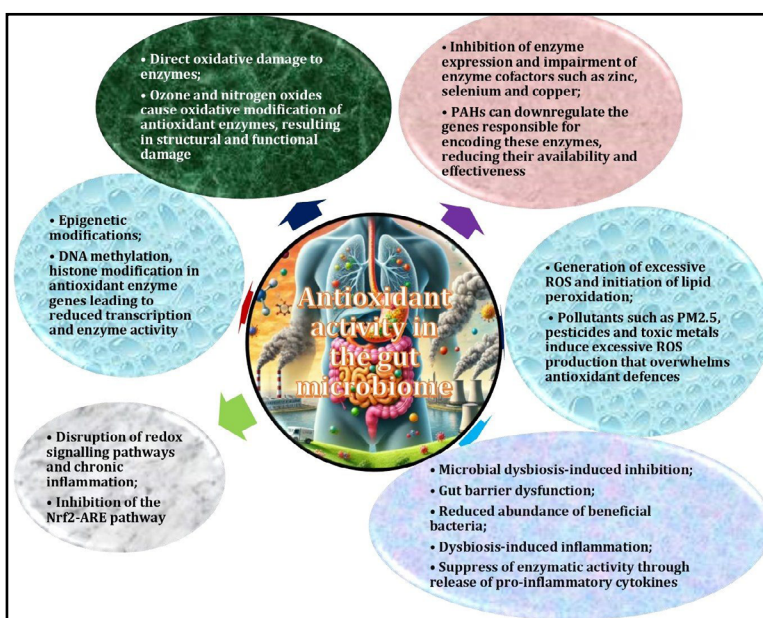 • Direct oxidative damage to
enzymes;
• Ozone and nitrogen oxides
cause oxidative modification of
antioxidant enzymes, resulting
in structural and functional
damage
• Inhibition of enzyme
expression and impairment of
enzyme cofactors such as zinc,
selenium and copper;
• PAHs can downregulate the
genes responsible for
encoding these enzymes,
reducing their availability and
effectiveness
• Epigenetic
modifications;
• DNA methylation,
histone modification in
antioxidant enzyme
genes leading to
reduced transcription
and enzyme activity
Antioxidant
activity in
the gut
microbiome
• Generation of excessive
ROS and initiation of lipid
peroxidation;
• Pollutants such as PM2.5,
pesticides and toxic metals
induce excessive ROS
production that overwhelms
antioxidant defences
• Disruption of redox
signalling pathways
and chronic
inflammation;
• Inhibition of the
Nrf2-ARE pathway
• Microbial dysbiosis-induced inhibition;
• Gut barrier dysfunction;
• Reduced abundance of beneficial
bacteria;
• Dysbiosis-induced inflammation;
• Suppress of enzymatic activity through
release of pro-inflammatory cytokines